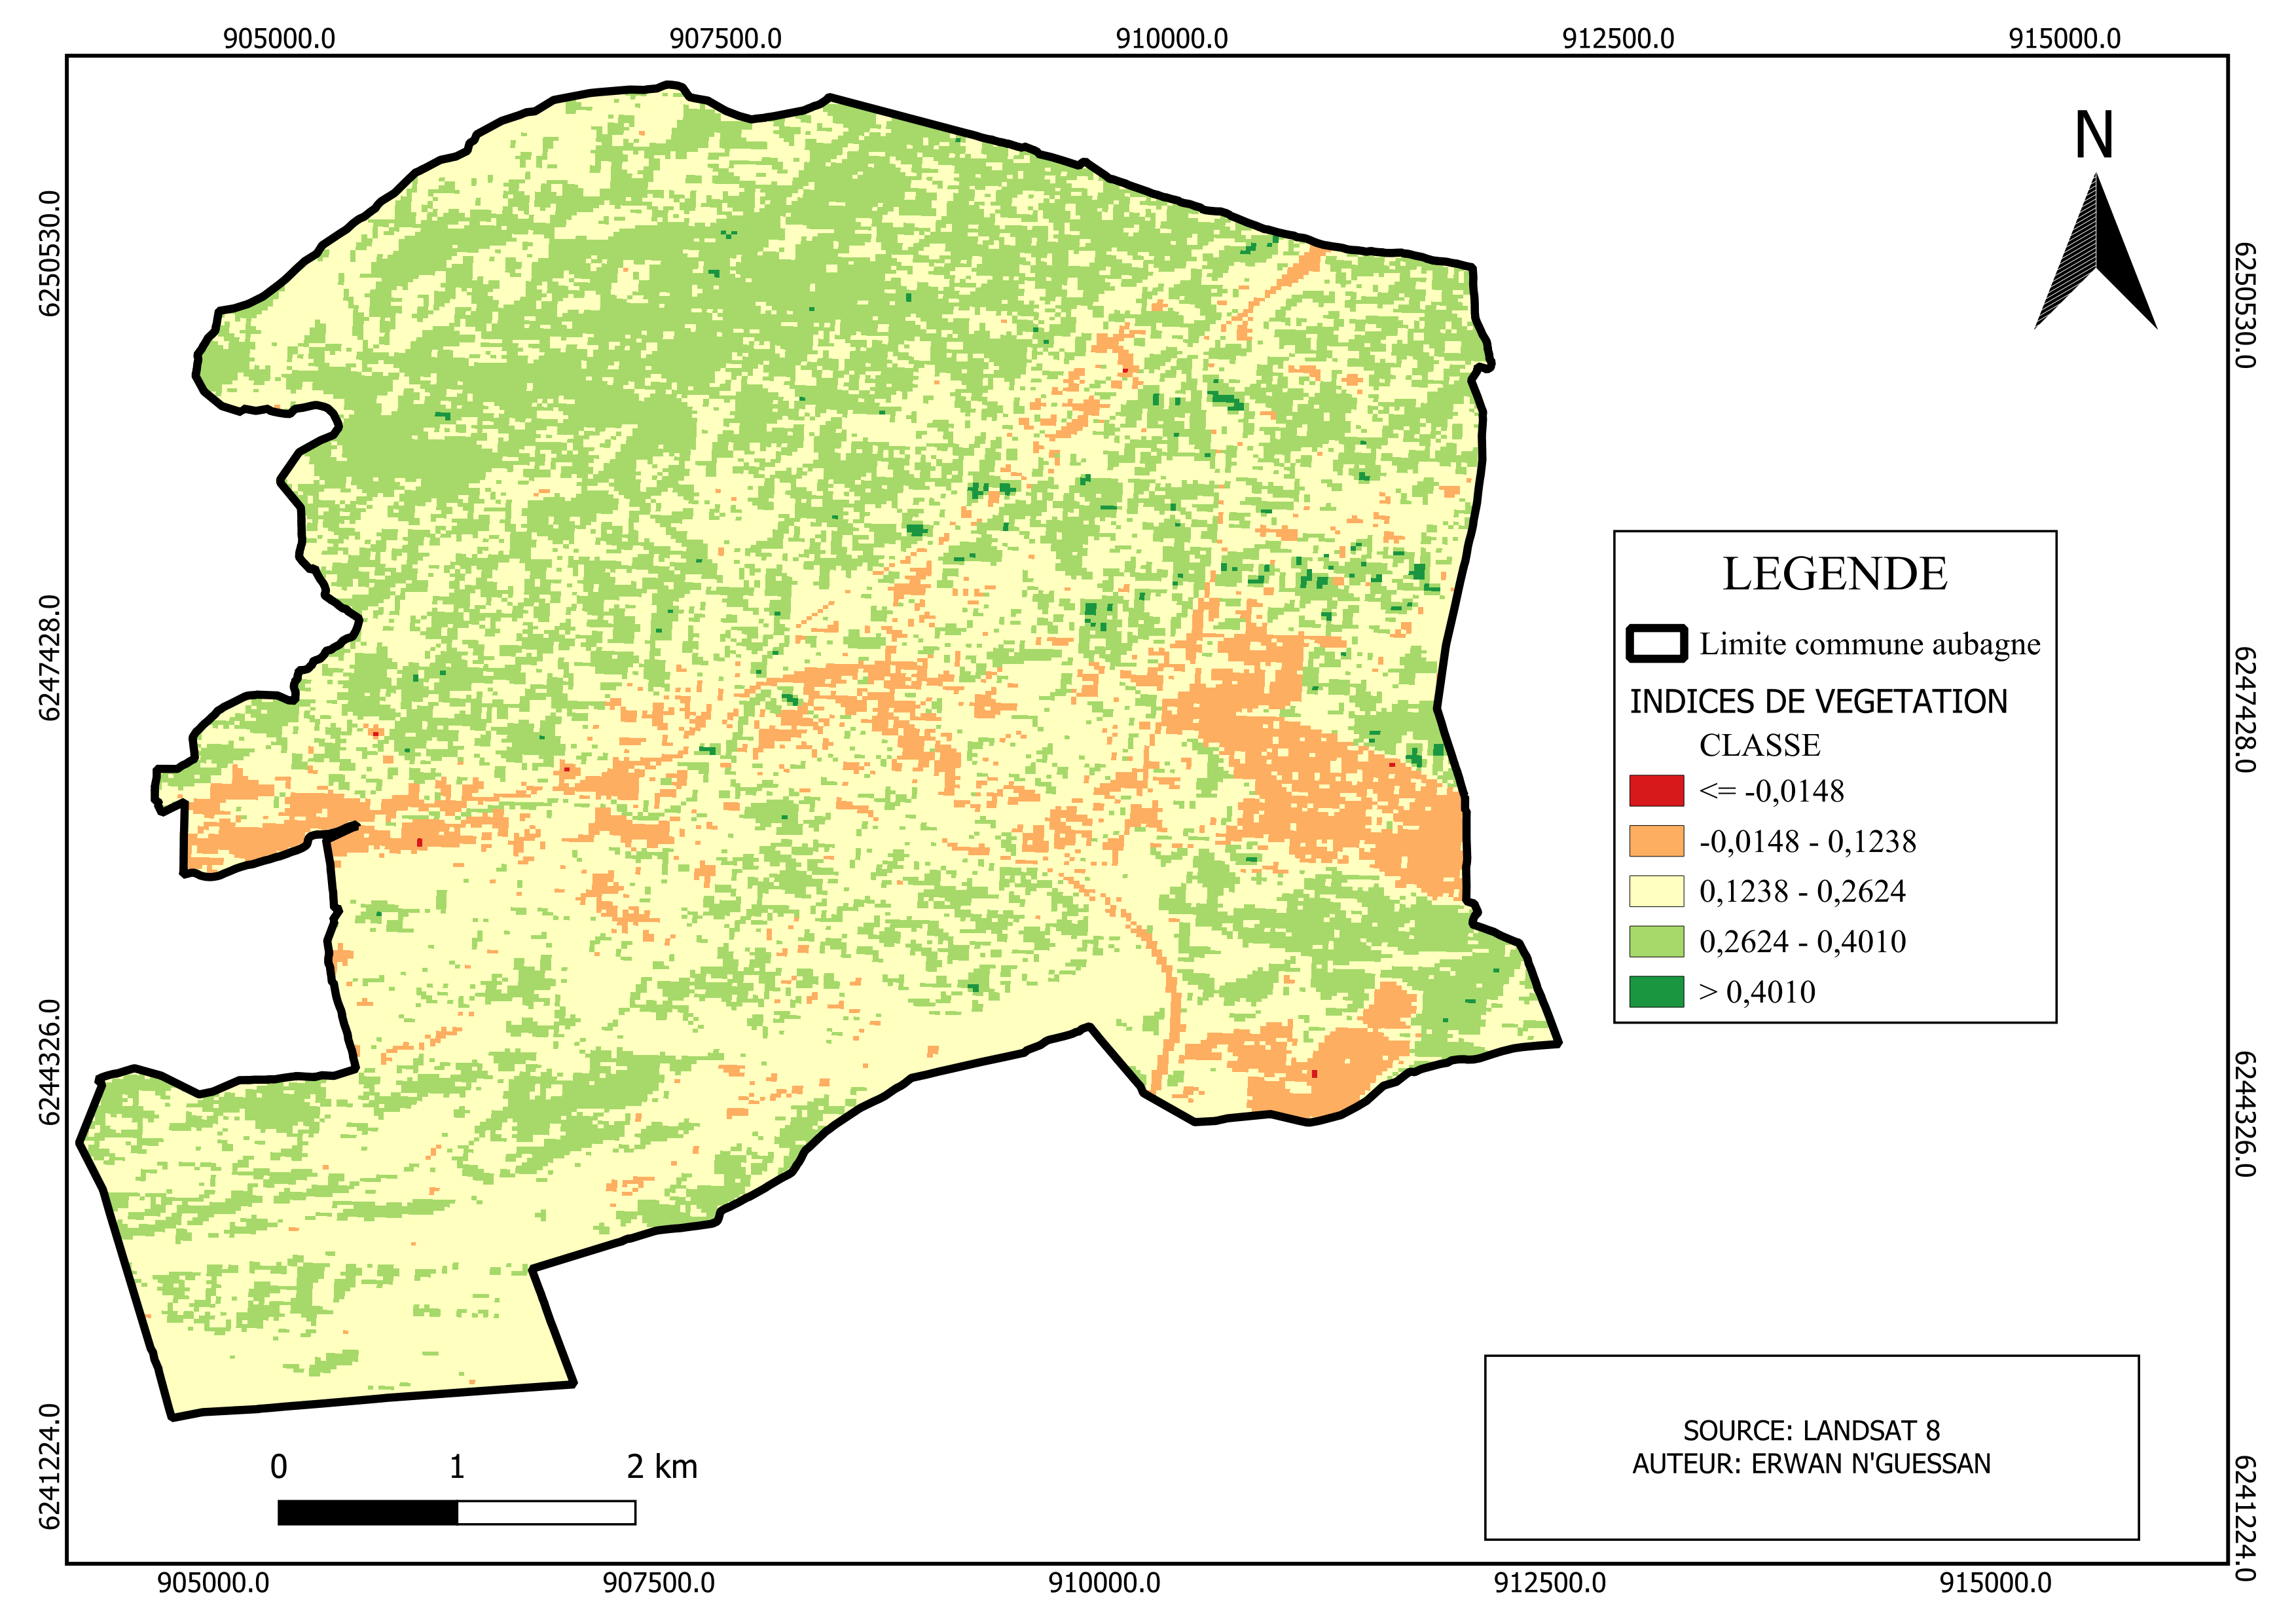 905000.0
907500.0
910000.0
912500.0
915000.0
N
6250530.0
6250530.0
6247428.0
6247428.0
6244326.0
6244326.0
6241224.0
6241224.0
LEGENDE
Limite commune aubagne
INDICES DE VEGETATION
CLASSE
<= -0,0148
-0,0148 - 0,1238
0,1238 - 0,2624
0,2624 - 0,4010
> 0,4010
SOURCE: LANDSAT 8
AUTEUR: ERWAN N'GUESSAN
0 1 2 km
905000.0
907500.0
910000.0
912500.0
915000.0